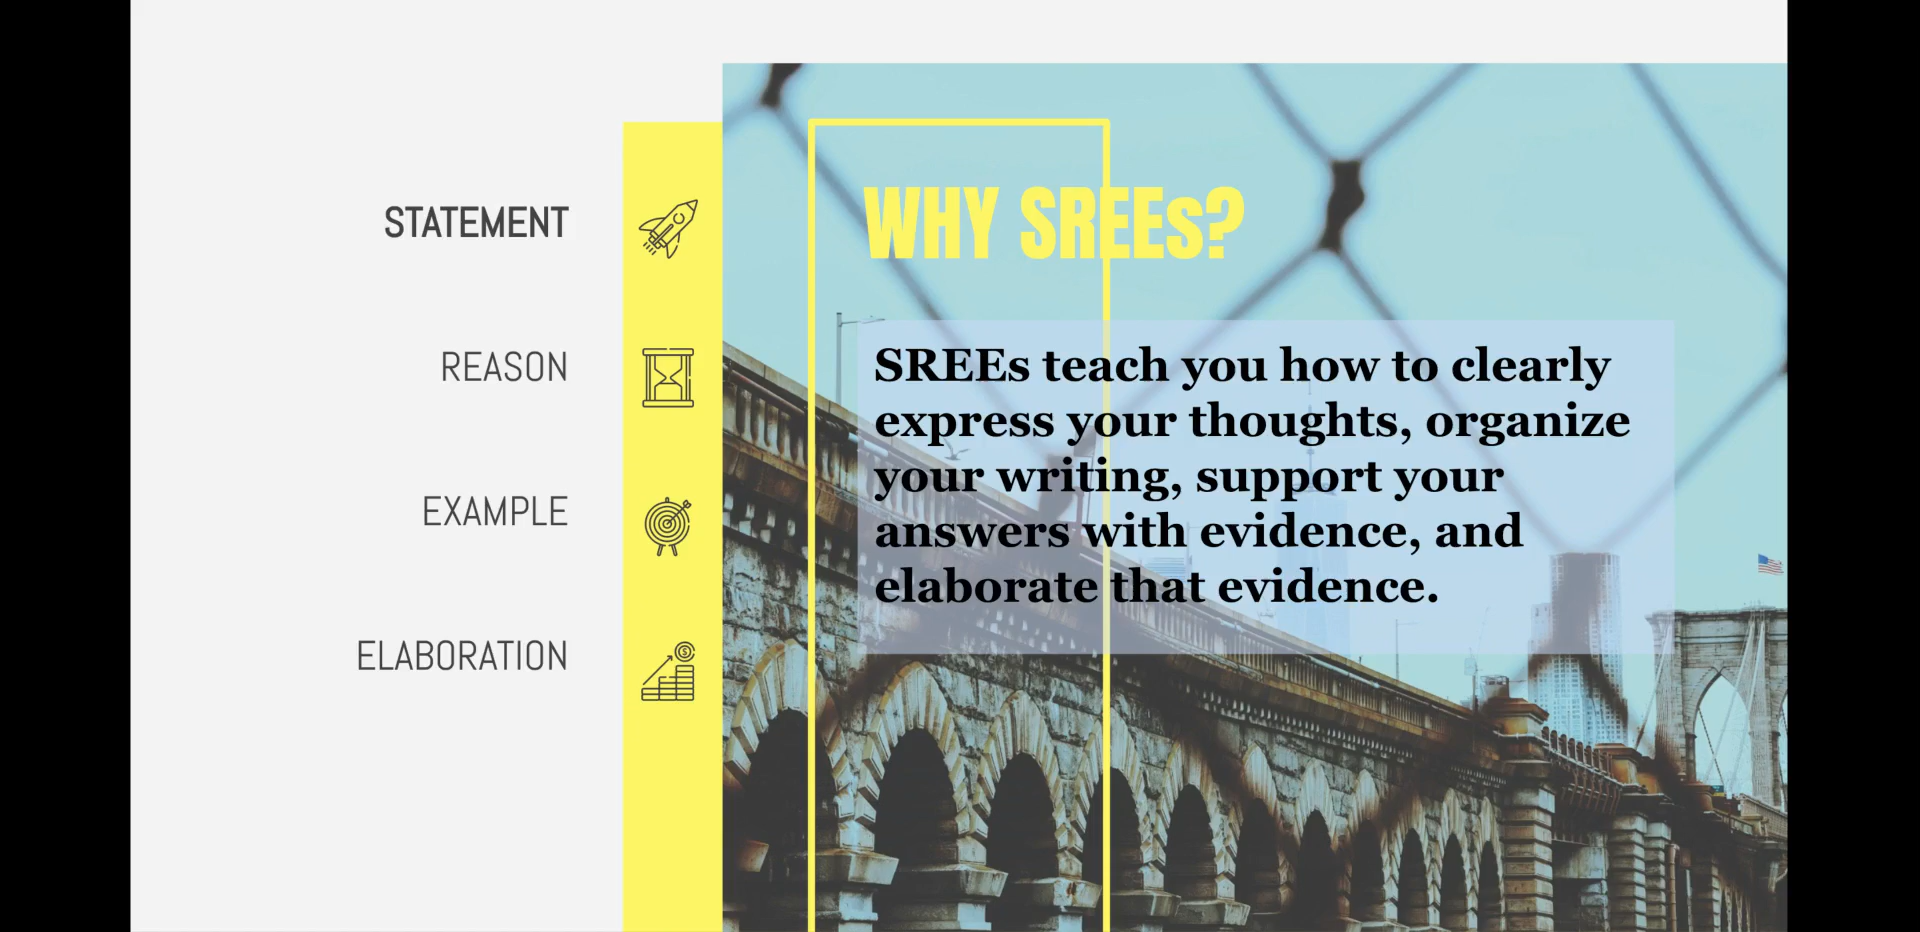 STATEMENT
REASON
EXAMPLE
ELABORATION
WHY SREEs?
SREEs teach you how to clearly
express your thoughts, organize
your writing, support your
answers with evidence, and
elaborate that evidence.